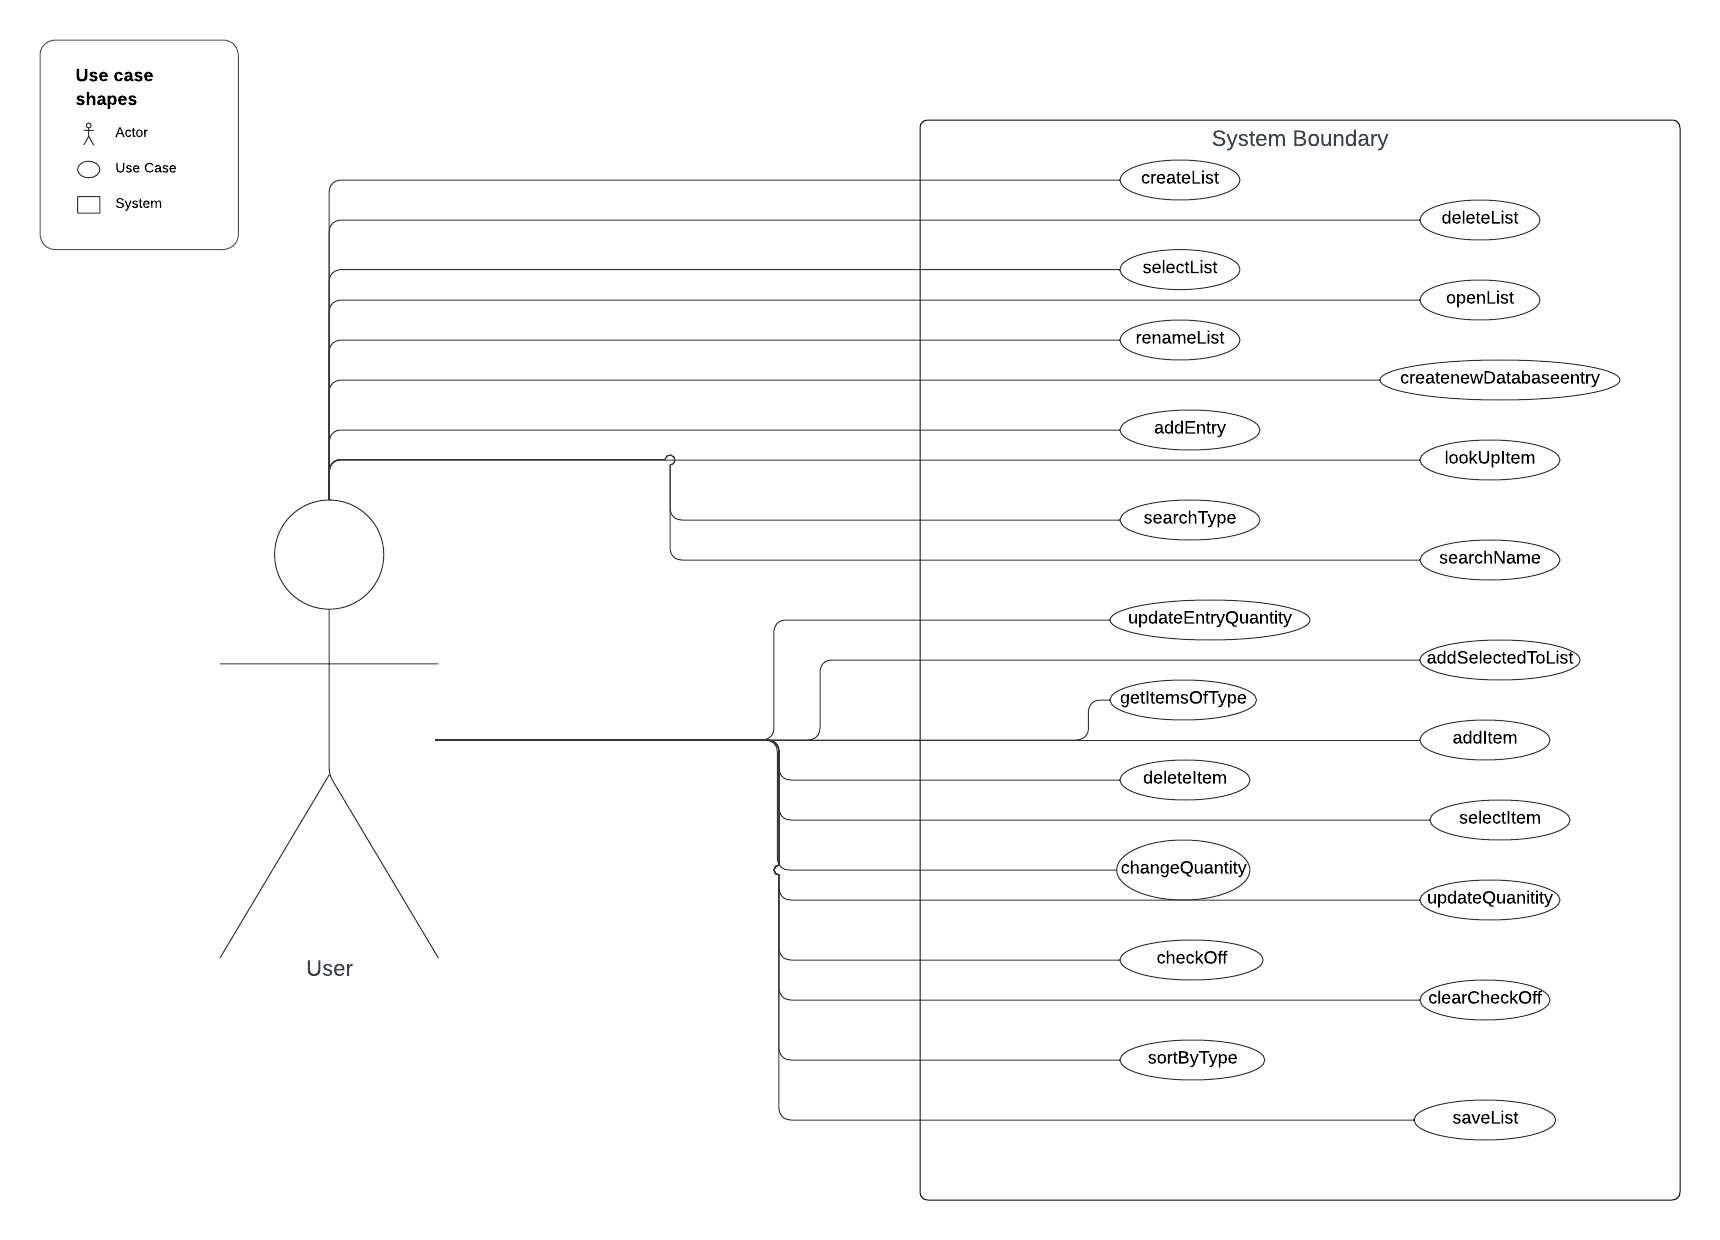 Use case
shapes
Actor
Use Case
System
System Boundary
createList
deleteList
selectList
openList
renameList
createnewDatabaseentry
addEntry
lookUpItem
searchType
searchName
updateEntryQuantity
addSelectedToList
getItemsOfType
addItem
deleteItem
selectItem
changeQuantity
updateQuanitity
checkOff
User
clearCheckOff
sortByType
saveList